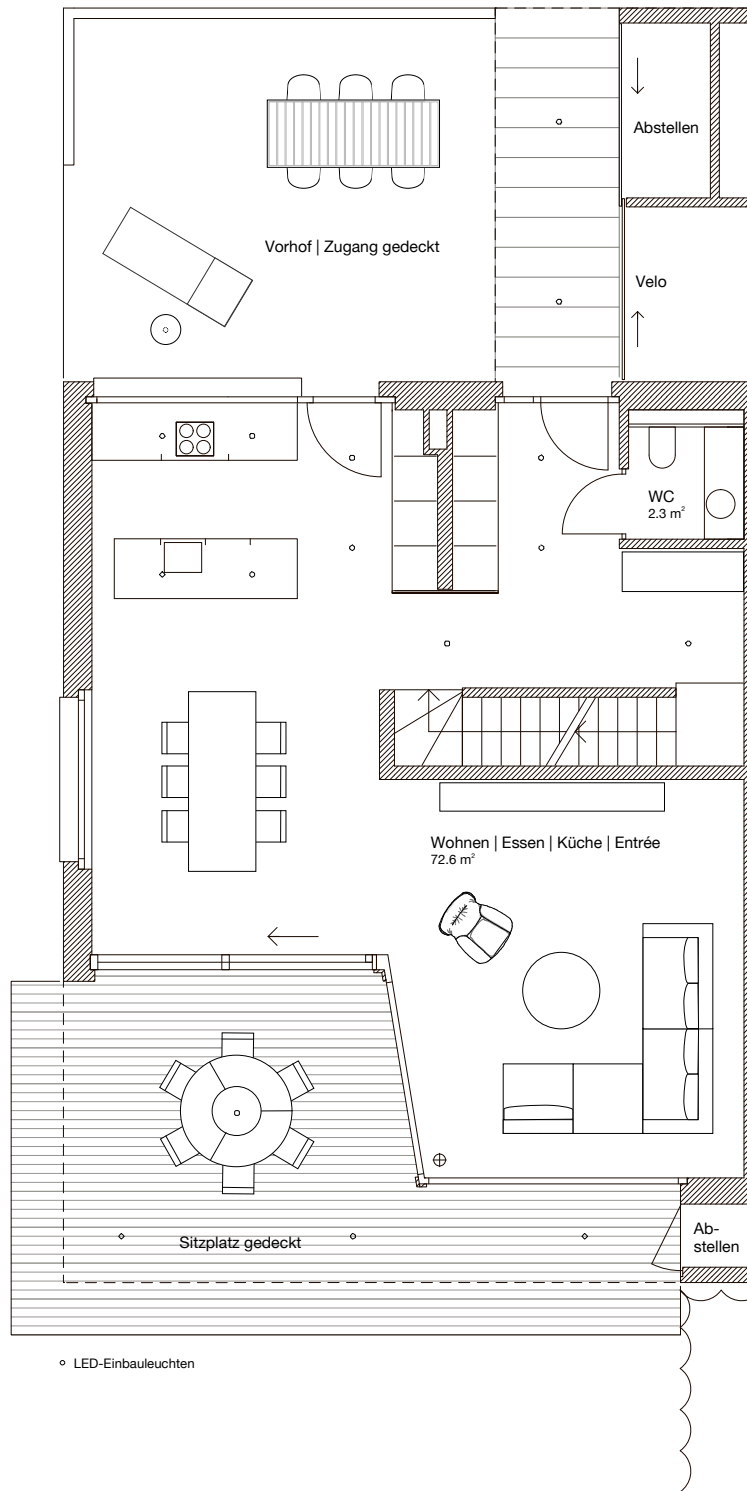 Abstellen
Vorhof | Zugang gedeckt
Velo
WC
2.3 m²
Wohnen | Essen | Küche | Entrée
72.6 m²
Sitzplatz gedeckt
Ab-
stellen
LED-Einbauleuchten